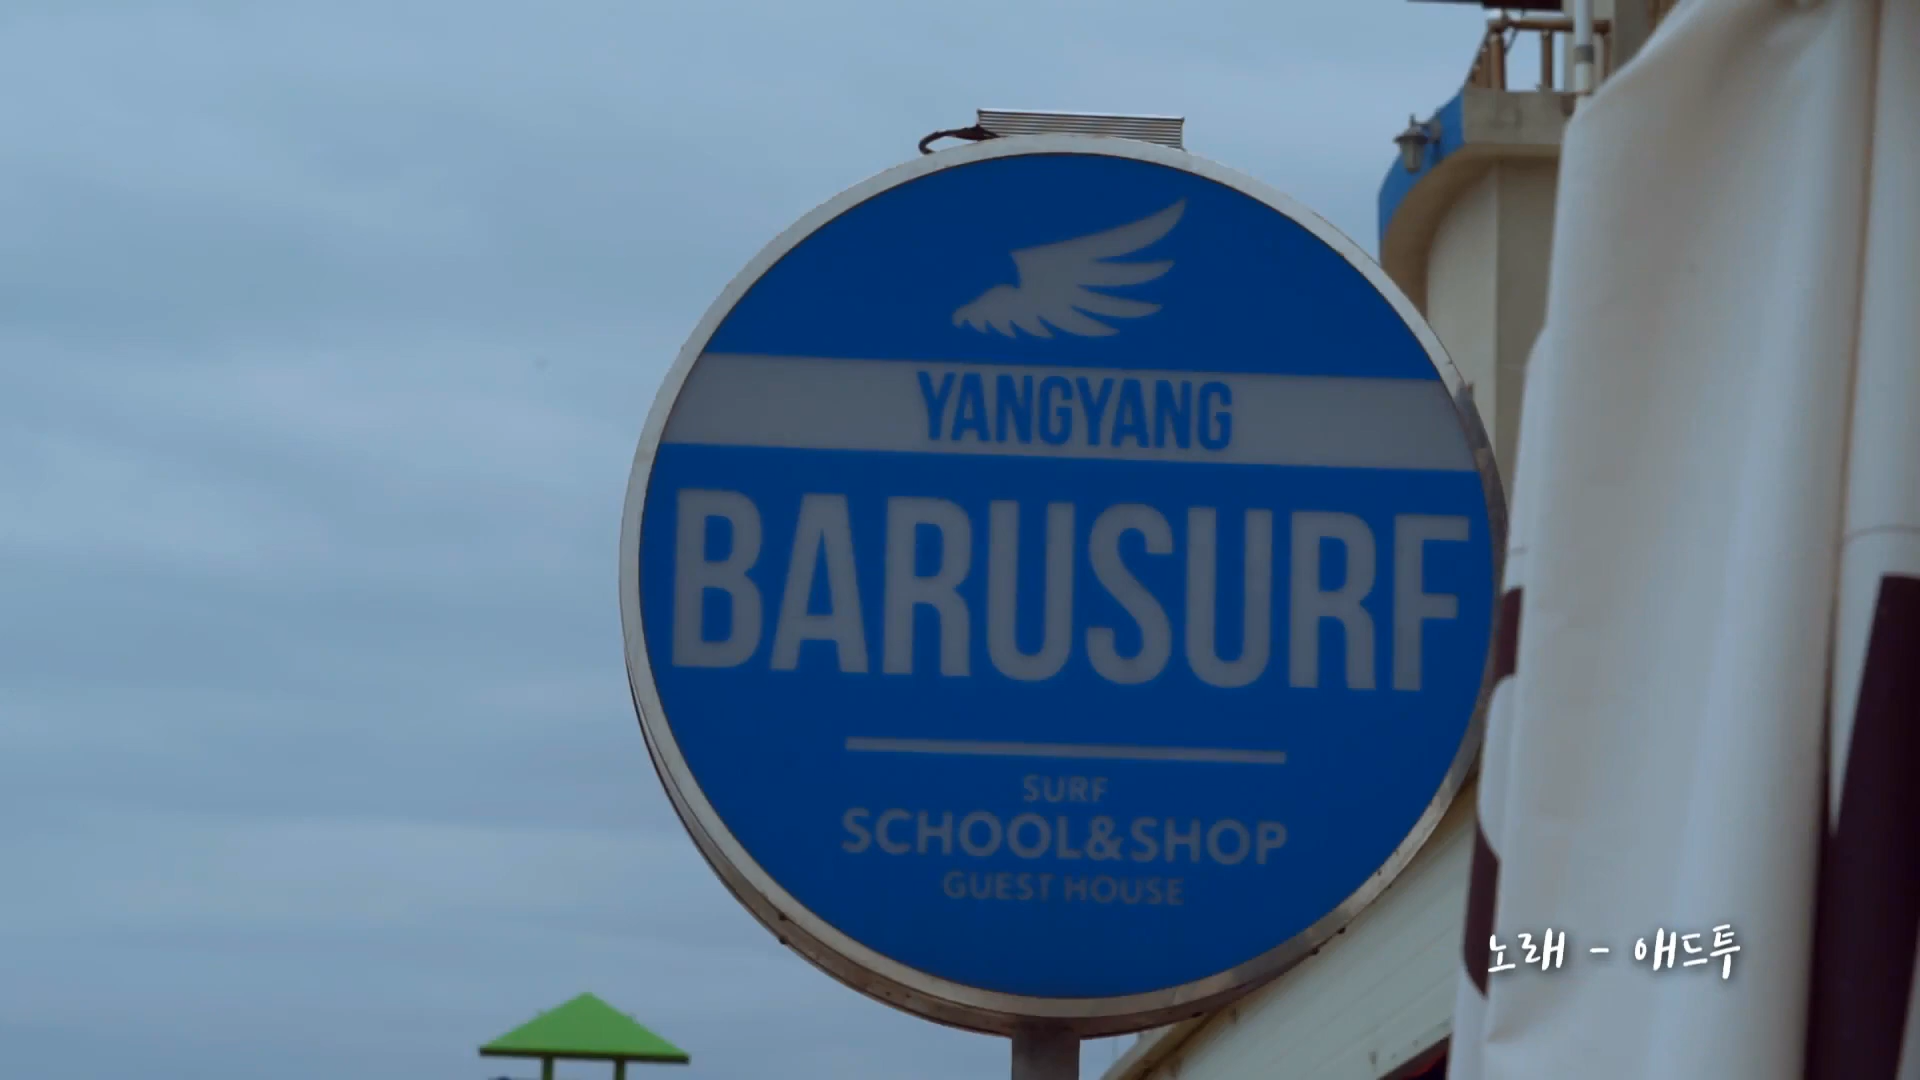 YANGYANG
BARUSURF
SURF
SCHOOL&SHOP
GUEST HOUSE
노래 - 애드투